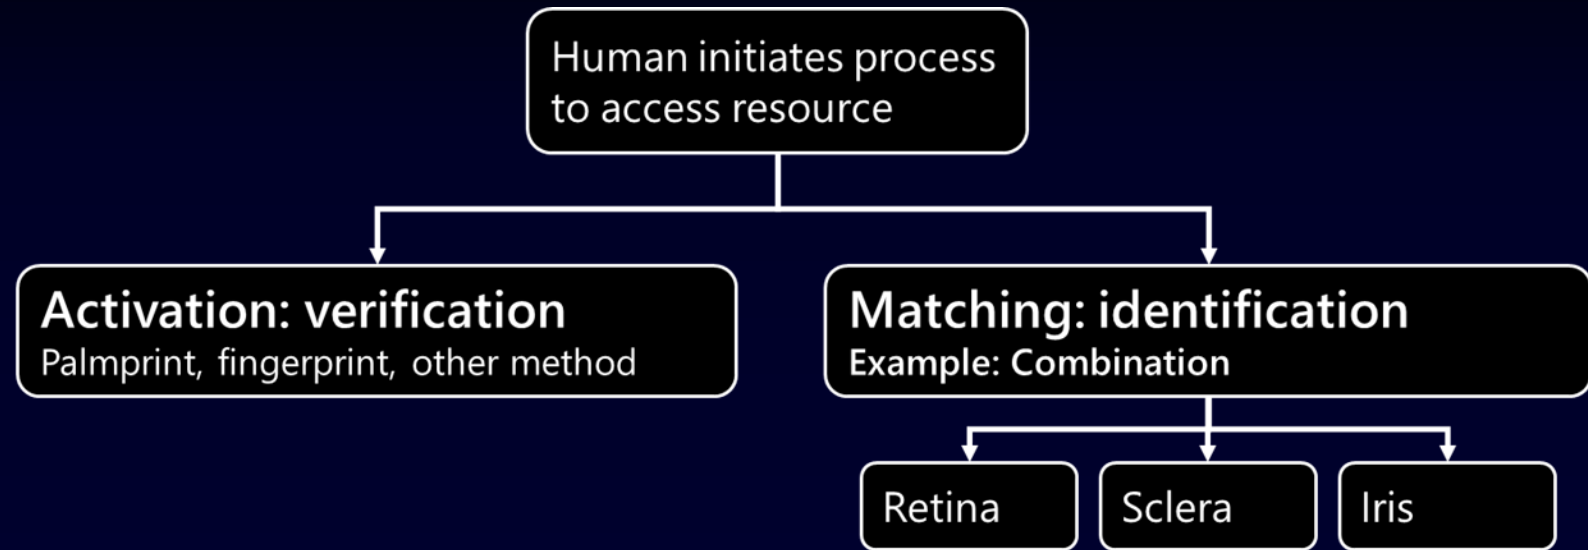 Human initiates process
to access resource
Activation: verification
Palmprint, fingerprint, other method
Matching: identification
Example: Combination
Retina
Sclera
Iris